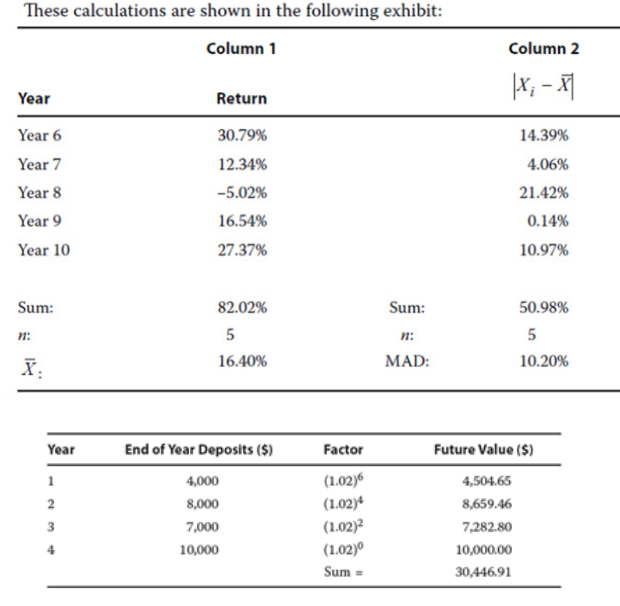 These calculations are shown in the following exhibit:
Column 1 Column 2
Year Return |Xᵢ – X̄|
Year 6 30.79% 14.39%
Year 7 12.34% 4.06%
Year 8 –5.02% 21.42%
Year 9 16.54% 0.14%
Year 10 27.37% 10.97%
Sum: 82.02% Sum: 50.98%
n: 5 n: 5
X̄: 16.40% MAD: 10.20%
Year End of Year Deposits ($) Factor Future Value ($)
1 4,000 (1.02)⁶ 4,504.65
2 8,000 (1.02)⁴ 8,659.46
3 7,000 (1.02)² 7,282.80
4 10,000 (1.02)⁰ 10,000.00
Sum = 30,446.91